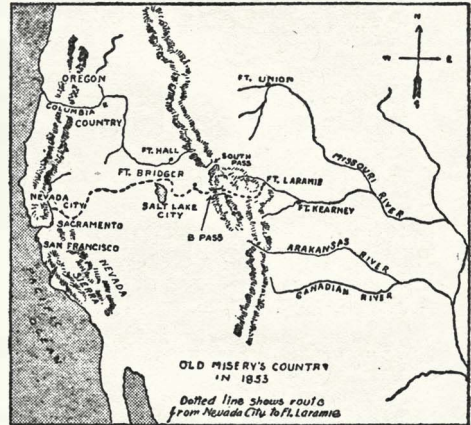 N
W E
S
OREGON
COLUMBIA R
COUNTRY
FT. UNION
MISSOURI
RIVER
FT. HALL
SOUTH
PASS
FT. BRIDGER
FT. LARAMIE
NEVADA
CITY
SALT LAKE
CITY
FT. KEARNEY
SACRAMENTO
B PASS
SAN FRANCISCO
ARAKANSAS
RIVER
NEVADA
SIERRA
CANADIAN RIVER
PACIFIC
OCEAN
OLD MISERY'S COUNTRY
IN 1853
Dotted line shows route
from Nevada City to Ft. Laramie